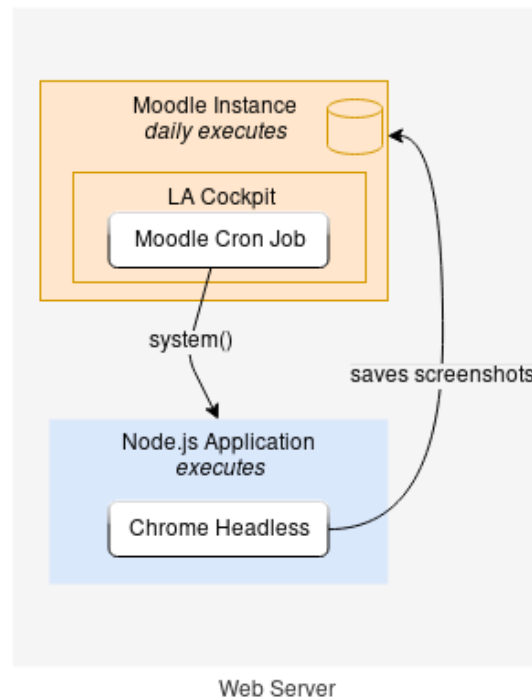 Moodle Instance
daily executes
LA Cockpit
Moodle Cron Job
system()
saves screenshots
Node.js Application
executes
Chrome Headless
Web Server